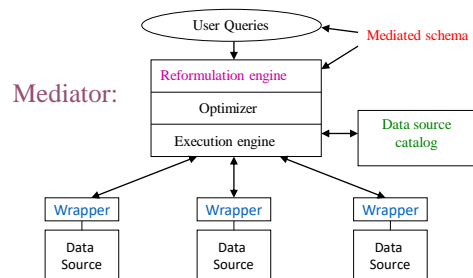 User Queries
Mediated schema
Reformulation engine
Mediator:
Optimizer
Execution engine
Data source
catalog
Wrapper
Wrapper
Wrapper
Data
Source
Data
Source
Data
Source